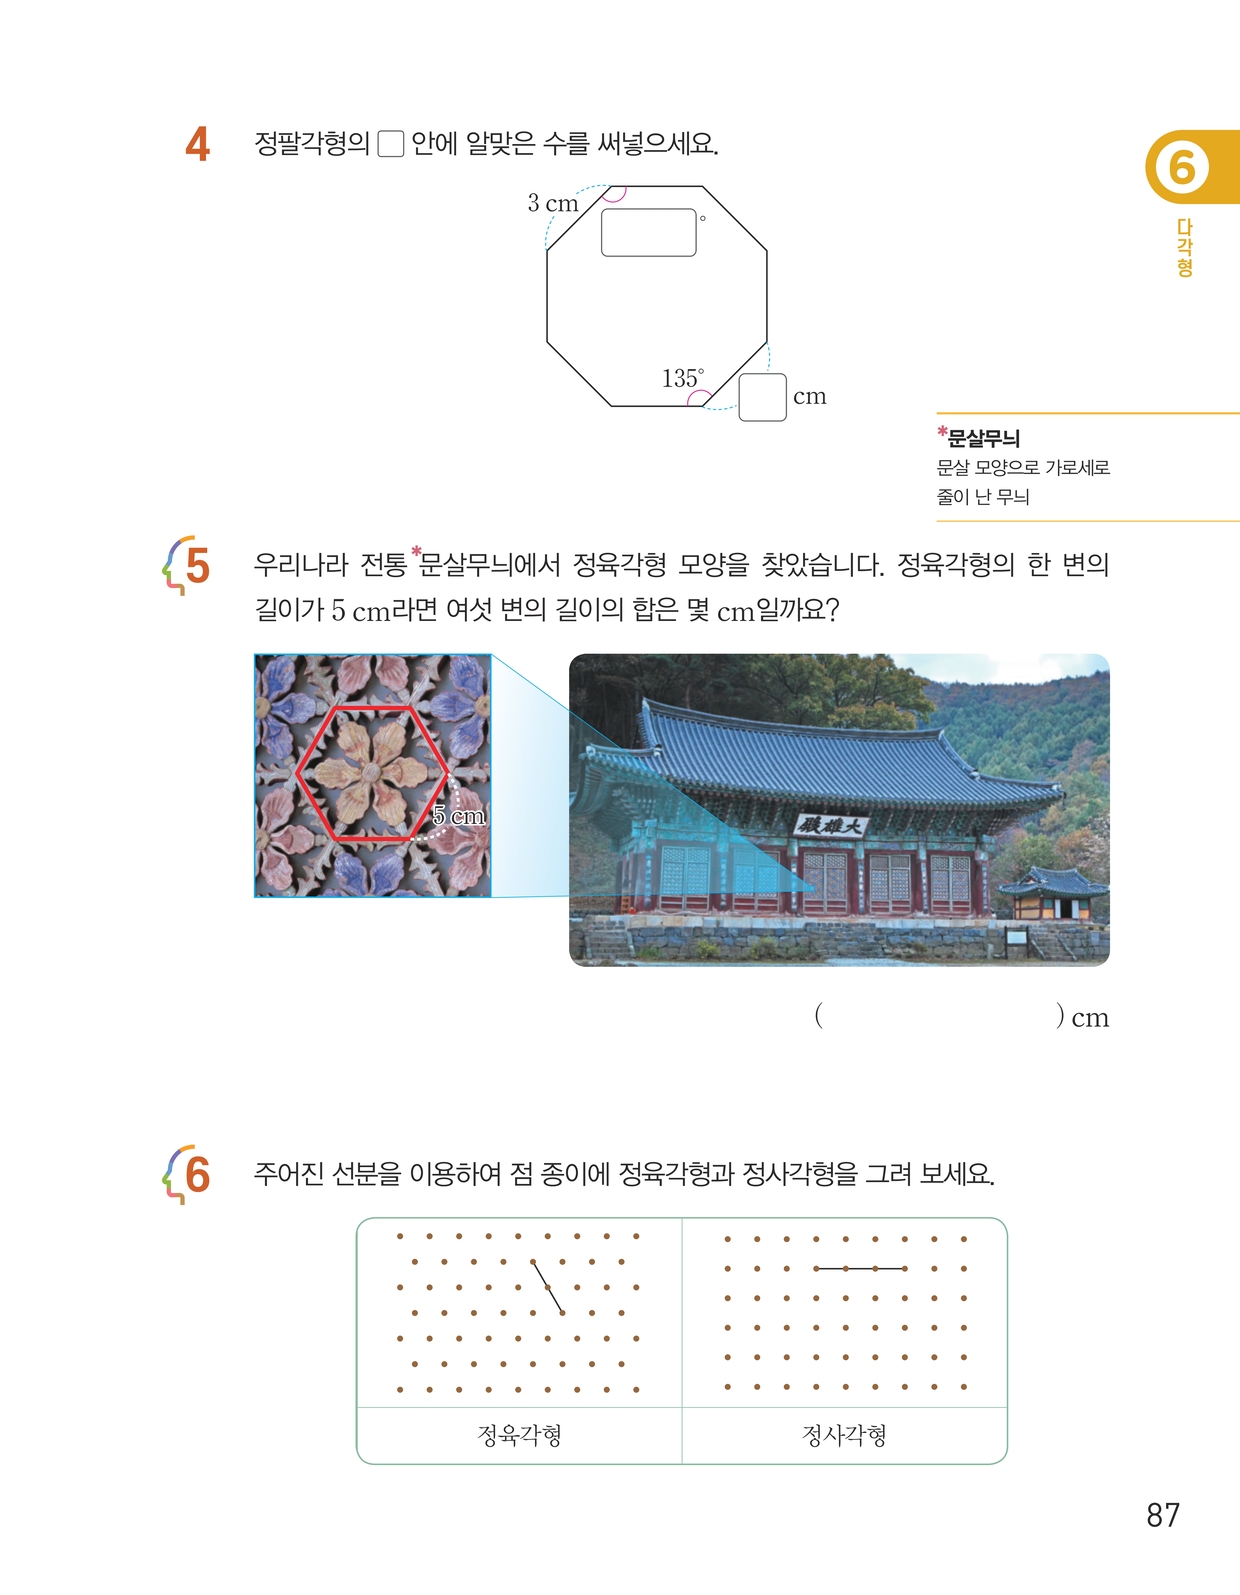 4 정팔각형의 □ 안에 알맞은 수를 써넣으세요.
3 cm
°
135°
cm
6
다각형
*문살무늬
문살 모양으로 가로세로
줄이 난 무늬
5 우리나라 전통 *문살무늬에서 정육각형 모양을 찾았습니다. 정육각형의 한 변의
길이가 5 cm라면 여섯 변의 길이의 합은 몇 cm일까요?
5 cm
殿雄大
( ) cm
6 주어진 선분을 이용하여 점 종이에 정육각형과 정사각형을 그려 보세요.
정육각형
정사각형
87